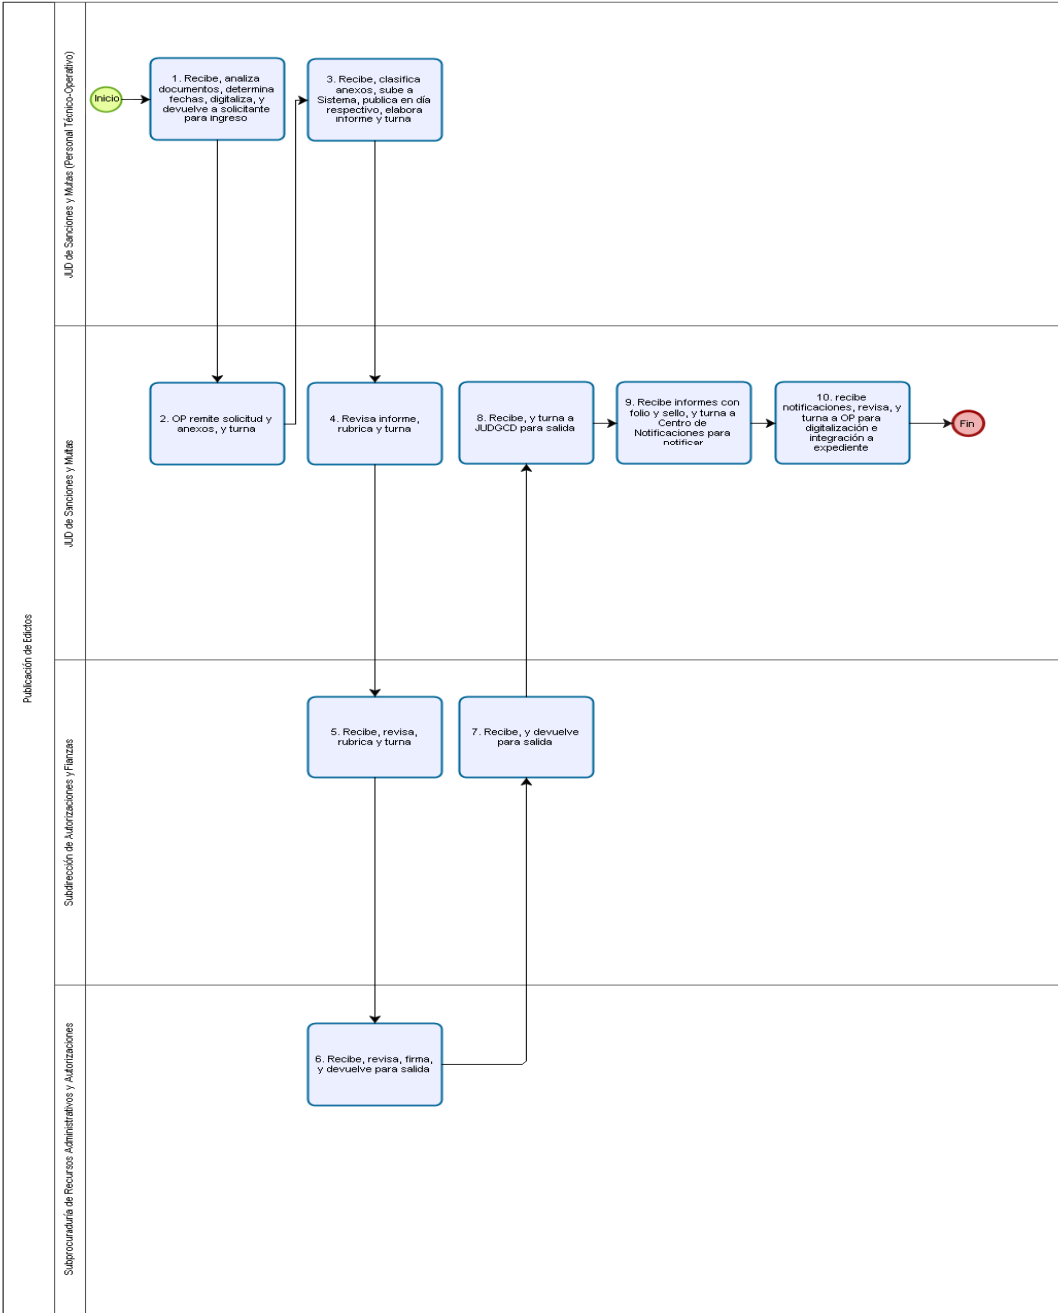 Publicación de Edictos
JUD de Sanciones y Multas (Personal Técnico-Operativo)
Inicio
1. Recibe, analiza
documentos, determina
fechas, digitaliza, y
devuelve a solicitante
para ingreso
3. Recibe, clasifica
anexos, sube a
Sistema, publica en día
respectivo, elabora
informe y turna
JUD de Sanciones y Multas
2. OP remite solicitud y
anexos, y turna
4. Revisa informe,
rubrica y turna
8. Recibe, y turna a
JUDGCD para salida
9. Recibe informes con
folio y sello, y turna a
Centro de
Notificaciones para
notificar
10. recibe
notificaciones, revisa, y
turna a OP para
digitalización e
integración a
expediente
Fin
Subdirección de Autorizaciones y Fianzas
5. Recibe, revisa,
rubrica y turna
7. Recibe, y devuelve
para salida
Subprocuraduría de Recursos Administrativos y Autorizaciones
6. Recibe, revisa, firma,
y devuelve para salida